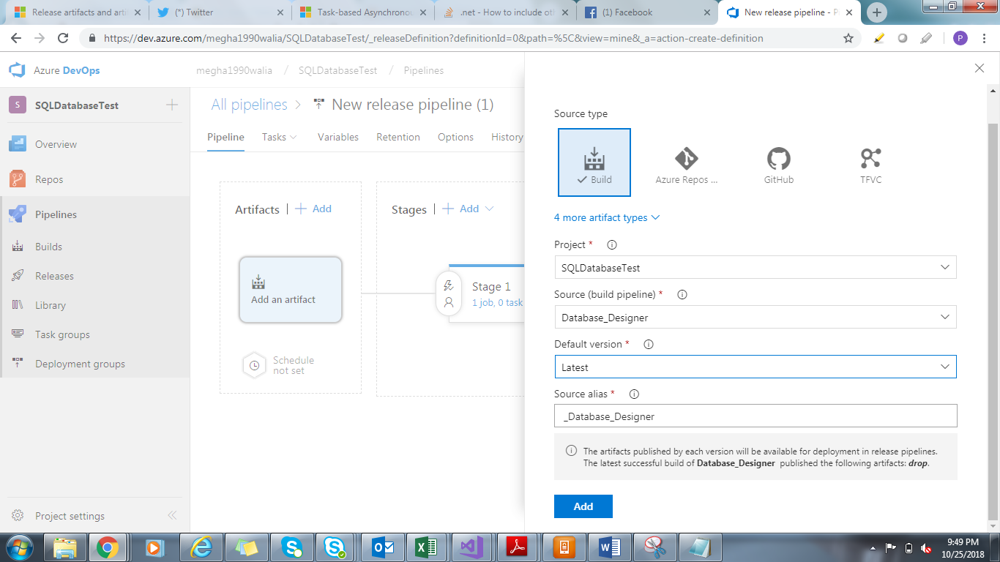 Release artifacts and arti
(*) Twitter
Task-based Asynchronou
.net - How to include oth
(1) Facebook
New release pipeline - P
https://dev.azure.com/megha1990walia/SQLDatabaseTest/_releaseDefinition?definitionId=0&path=%5C&view=mine&_a=action-create-definition
P
Azure DevOps
megha1990walia / SQLDatabaseTest / Pipelines
S SQLDatabaseTest
Overview
Repos
Pipelines
Builds
Releases
Library
Task groups
Deployment groups
Project settings
All pipelines > New release pipeline (1)
Pipeline Tasks Variables Retention Options History
Artifacts | + Add
Stages | + Add
Add an artifact
Schedule
not set
Stage 1
1 job, 0 task
Source type
Build
Azure Repos ...
GitHub
TFVC
4 more artifact types
Project *
SQLDatabaseTest
Source (build pipeline) *
Database_Designer
Default version *
Latest
Source alias *
_Database_Designer
The artifacts published by each version will be available for deployment in release pipelines.
The latest successful build of Database_Designer published the following artifacts: drop.
Add
9:49 PM
10/25/2018